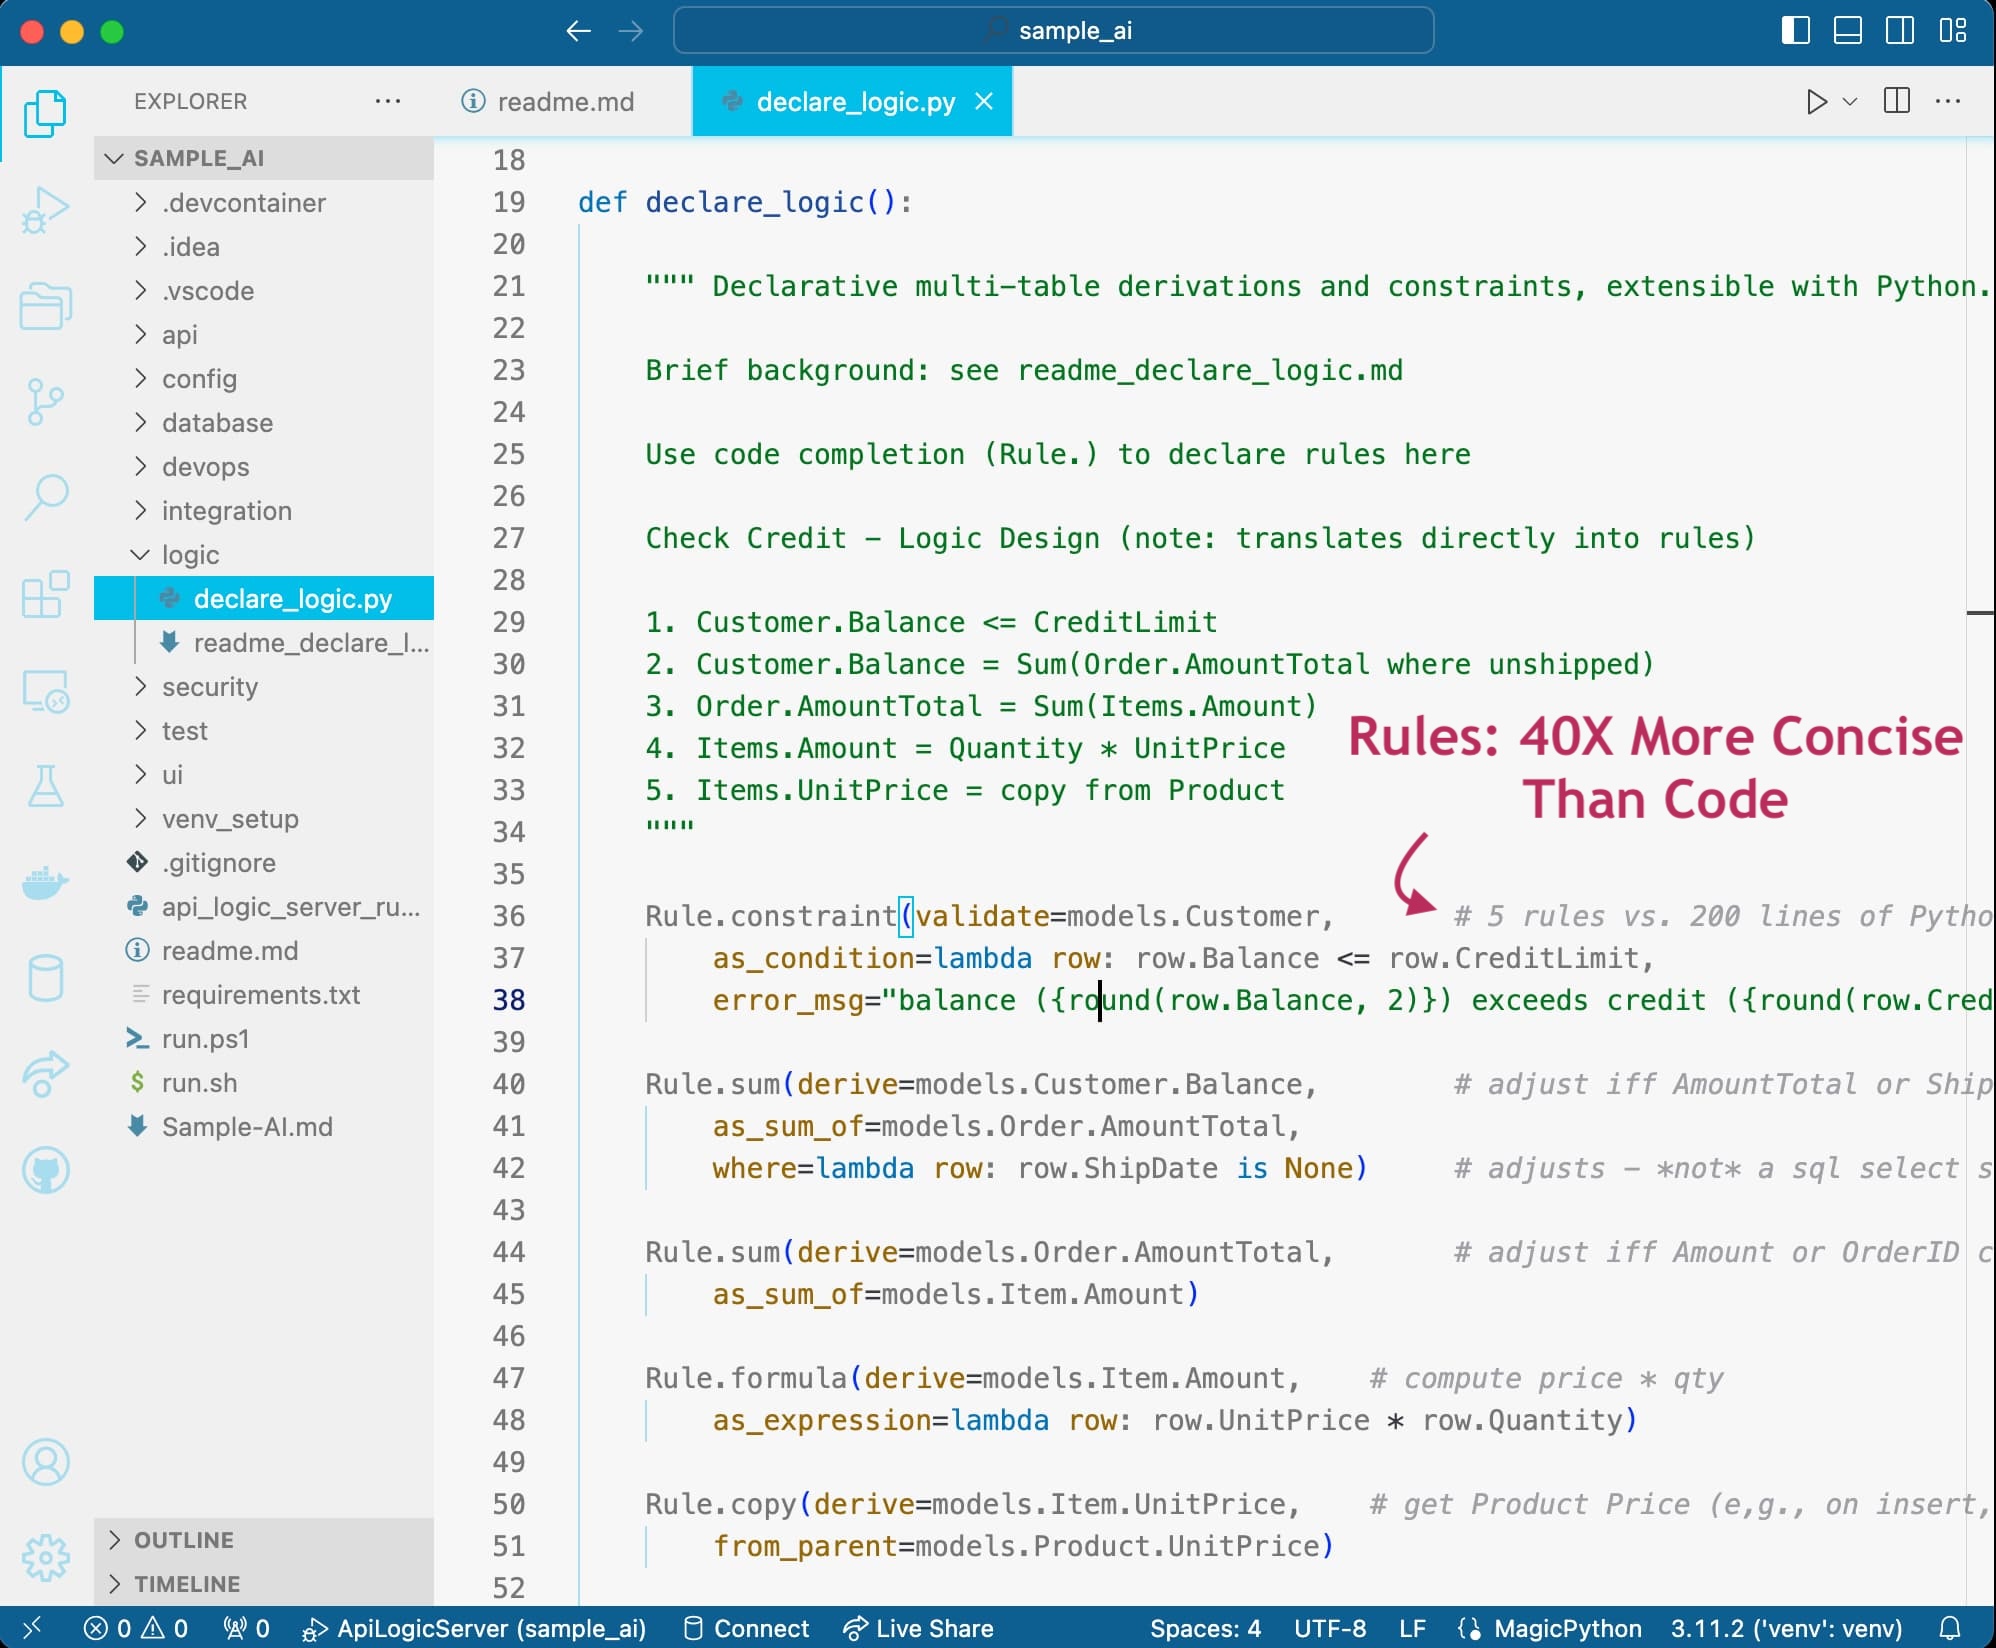 sample_ai
EXPLORER
readme.md
declare_logic.py
SAMPLE_AI
.devcontainer
.idea
.vscode
api
config
database
devops
integration
logic
declare_logic.py
readme_declare_l...
security
test
ui
venv_setup
.gitignore
api_logic_server_ru...
readme.md
requirements.txt
run.ps1
$ run.sh
Sample-AI.md
OUTLINE
TIMELINE
18
19 def declare_logic():
20
21 """ Declarative multi-table derivations and constraints, extensible with Python.
22
23 Brief background: see readme_declare_logic.md
24
25 Use code completion (Rule.) to declare rules here
26
27 Check Credit - Logic Design (note: translates directly into rules)
28
29 1. Customer.Balance <= CreditLimit
30 2. Customer.Balance = Sum(Order.AmountTotal where unshipped)
31 3. Order.AmountTotal = Sum(Items.Amount)
32 4. Items.Amount = Quantity * UnitPrice
33 5. Items.UnitPrice = copy from Product
34 """
Rules: 40X More Concise
Than Code
35
36 Rule.constraint(validate=models.Customer, # 5 rules vs. 200 lines of Pytho
37 as_condition=lambda row: row.Balance <= row.CreditLimit,
38 error_msg="balance ({round(row.Balance, 2)}) exceeds credit ({round(row.Cred
39
40 Rule.sum(derive=models.Customer.Balance, # adjust iff AmountTotal or Ship
41 as_sum_of=models.Order.AmountTotal,
42 where=lambda row: row.ShipDate is None) # adjusts - *not* a sql select s
43
44 Rule.sum(derive=models.Order.AmountTotal, # adjust iff Amount or OrderID c
45 as_sum_of=models.Item.Amount)
46
47 Rule.formula(derive=models.Item.Amount, # compute price * qty
48 as_expression=lambda row: row.UnitPrice * row.Quantity)
49
50 Rule.copy(derive=models.Item.UnitPrice, # get Product Price (e,g., on insert,
51 from_parent=models.Product.UnitPrice)
52
0 0 0 ApiLogicServer (sample_ai) Connect Live Share Spaces: 4 UTF-8 LF MagicPython 3.11.2 ('venv': venv)